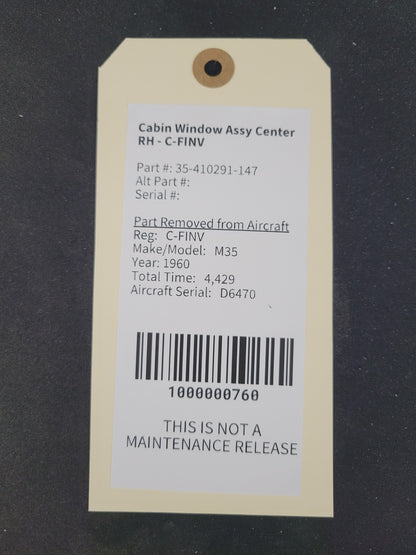 Cabin Window Assy Center
RH - C-FINV
Part #: 35-410291-147
Alt Part #:
Serial #:
Part Removed from Aircraft
Reg: C-FINV
Make/Model: M35
Year: 1960
Total Time: 4,429
Aircraft Serial: D6470
1000000760
THIS IS NOT A
MAINTENANCE RELEASE